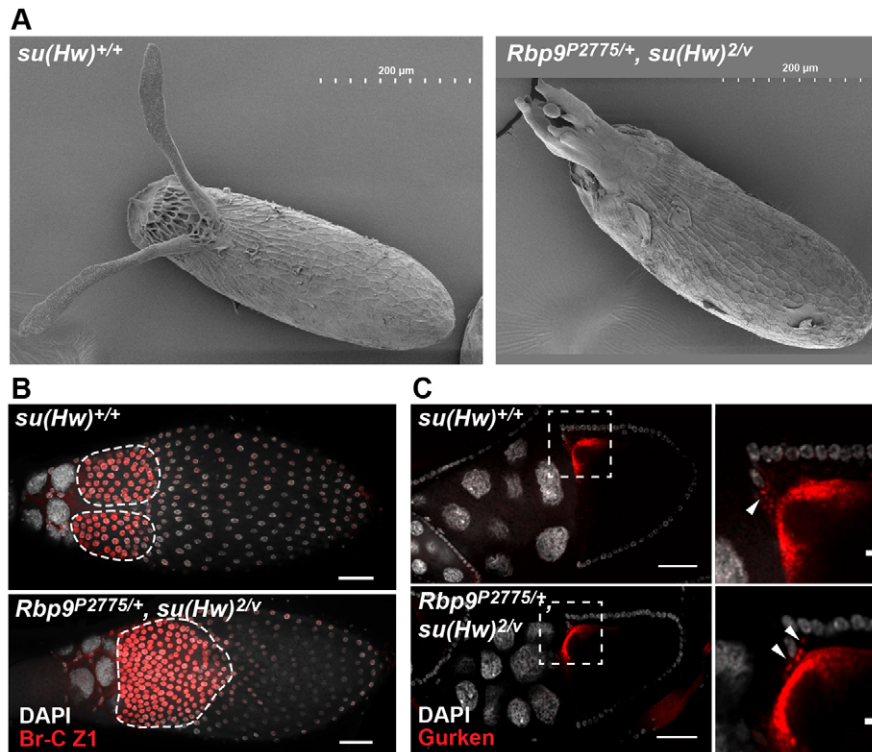 A
su(Hw)+/+
200 µm
Rbp9P2775/+, su(Hw)2/v
200 µm
B
su(Hw)+/+
Rbp9P2775/+, su(Hw)2/v
DAPI
Br-C Z1
C
su(Hw)+/+
Rbp9P2775/+,
su(Hw)2/v
DAPI
Gurken